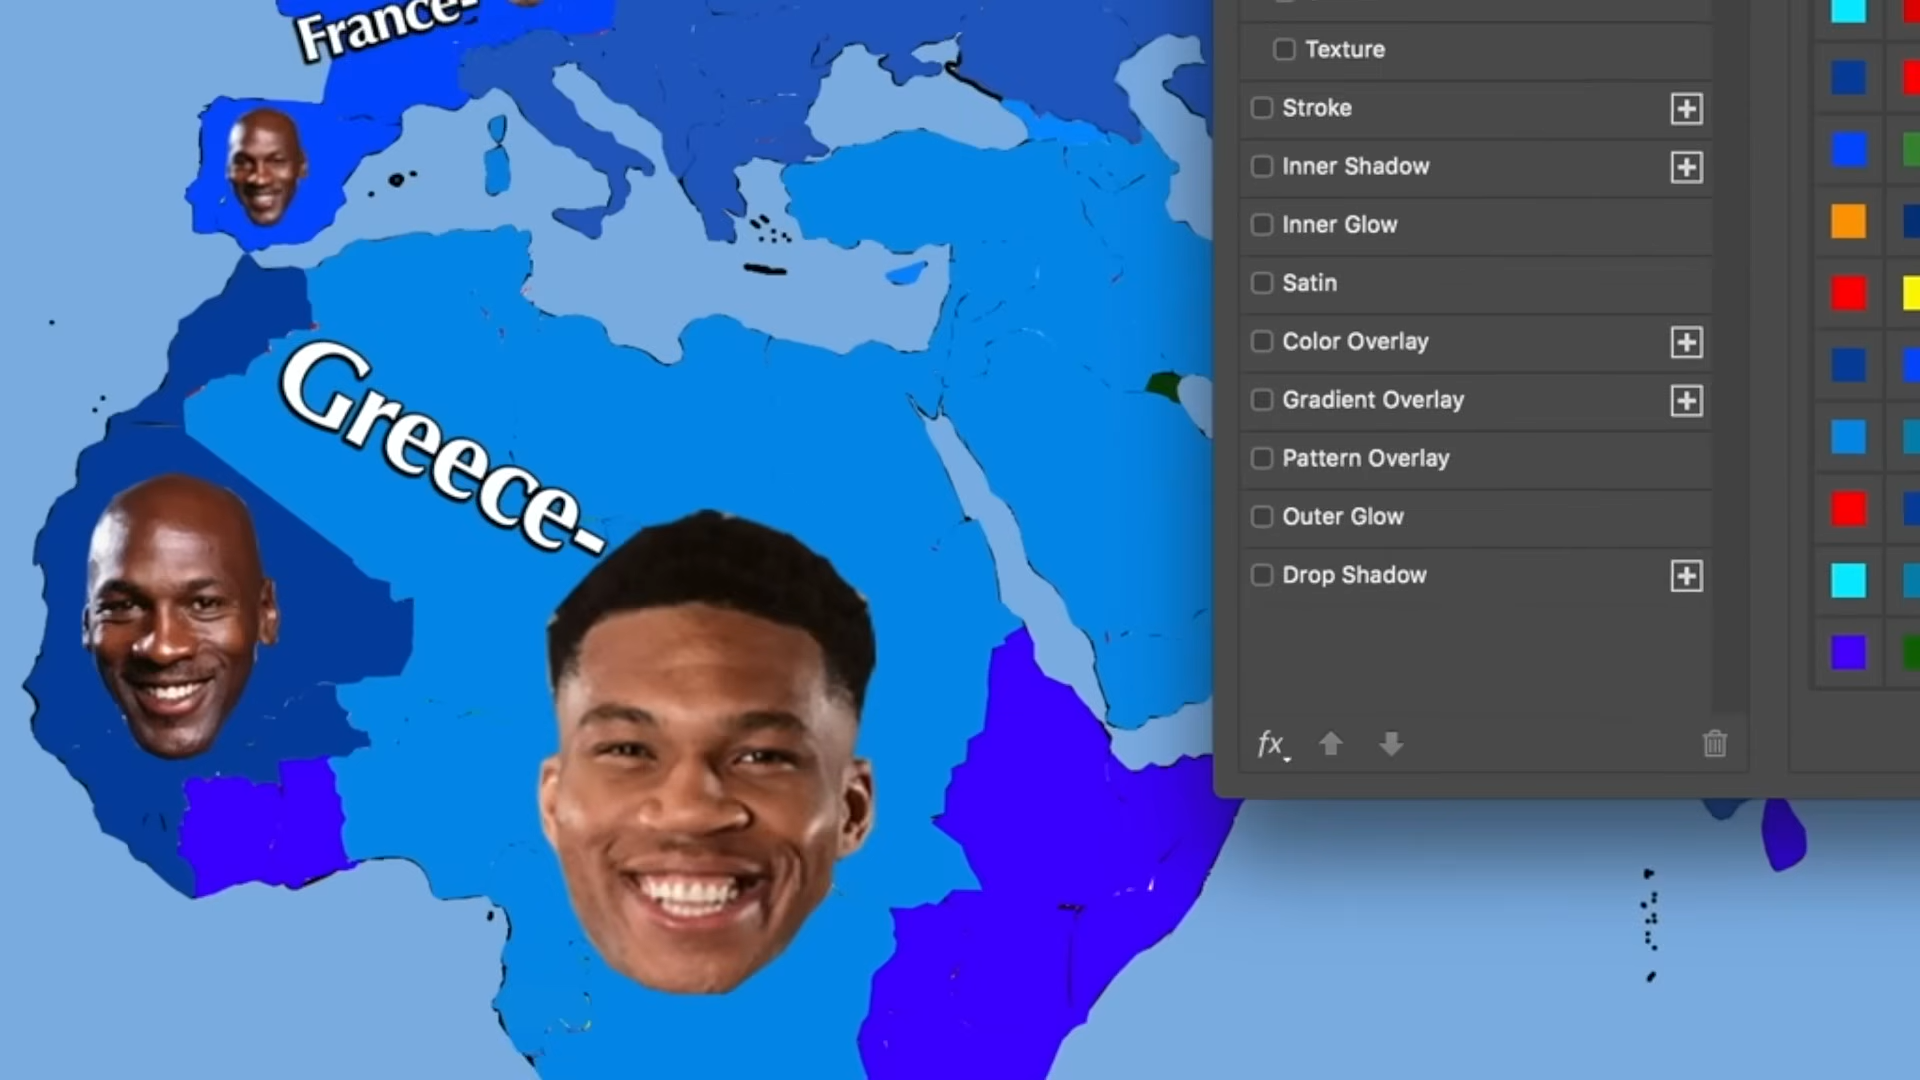 France-
Greece-
Texture
Stroke
Inner Shadow
Inner Glow
Satin
Color Overlay
Gradient Overlay
Pattern Overlay
Outer Glow
Drop Shadow
fx